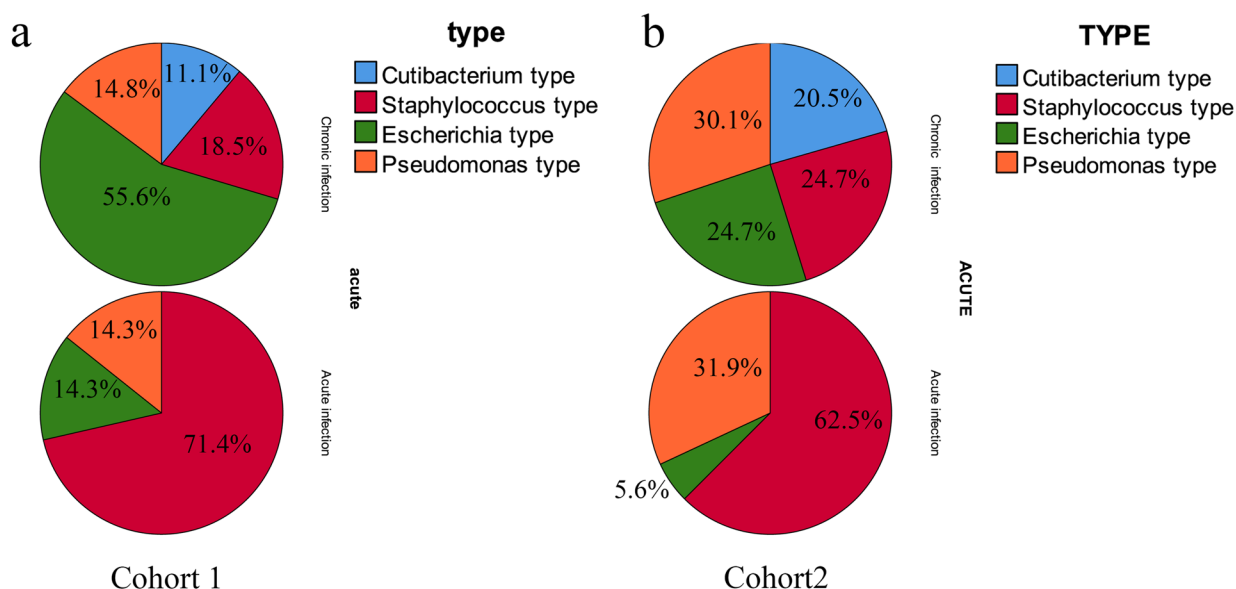 a
type
Cutibacterium type
Staphylococcus type
Escherichia type
Pseudomonas type
11.1%
14.8%
18.5%
55.6%
Chronic infection
acute
14.3%
14.3%
71.4%
Acute infection
Cohort 1
b
TYPE
Cutibacterium type
Staphylococcus type
Escherichia type
Pseudomonas type
20.5%
30.1%
24.7%
24.7%
Chronic infection
ACUTE
31.9%
62.5%
5.6%
Acute infection
Cohort2